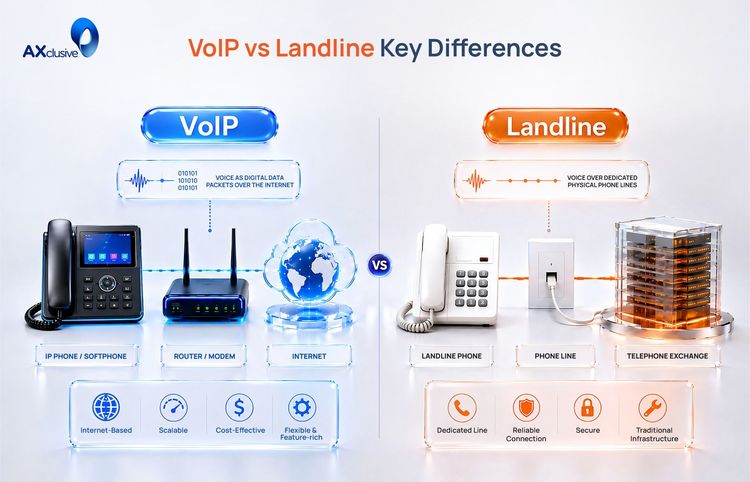 AXclusive
VoIP vs Landline Key Differences
VoIP
010101
101010
010101
VOICE AS DIGITAL DATA
PACKETS OVER THE INTERNET
IP PHONE / SOFTPHONE
ROUTER / MODEM
INTERNET
Internet-Based
Scalable
Cost-Effective
Flexible &
Feature-rich
VS
Landline
VOICE OVER DEDICATED
PHYSICAL PHONE LINES
LANDLINE PHONE
PHONE LINE
TELEPHONE EXCHANGE
Dedicated Line
Reliable
Connection
Secure
Traditional
Infrastructure